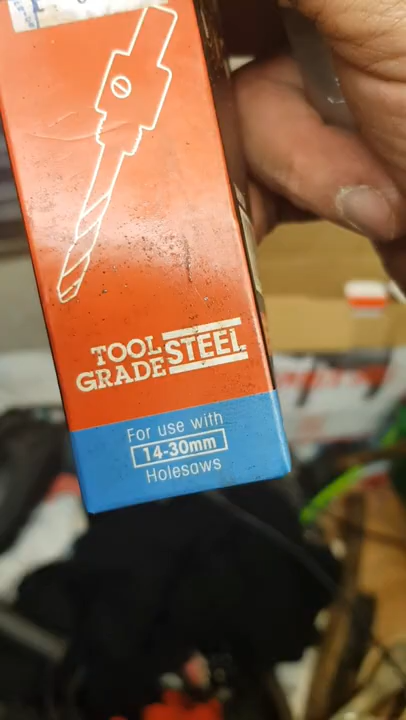 TOOL
GRADE STEEL
For use with
14-30mm
Holesaws